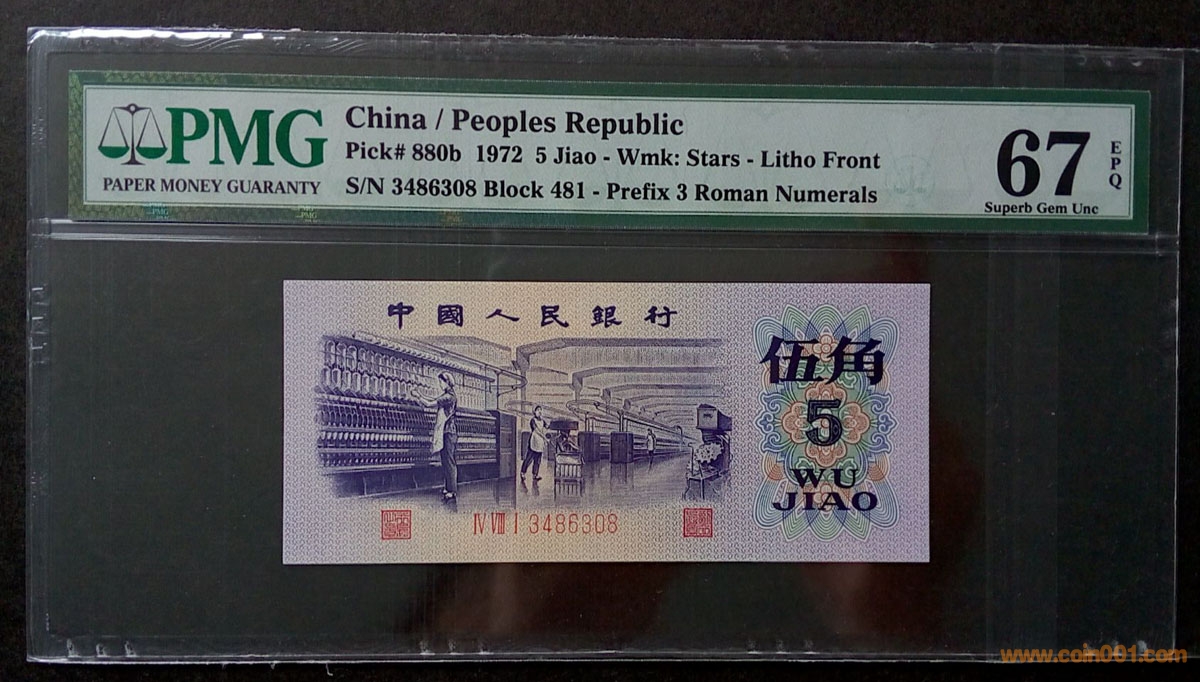 PMG
PAPER MONEY GUARANTY
China / Peoples Republic
Pick# 880b 1972 5 Jiao - Wmk: Stars - Litho Front
S/N 3486308 Block 481 - Prefix 3 Roman Numerals
67
EPQ
Superb Gem Unc
中國人民銀行
伍角
5
WU
JIAO
IV VIII I 3486308
www.coin001.com